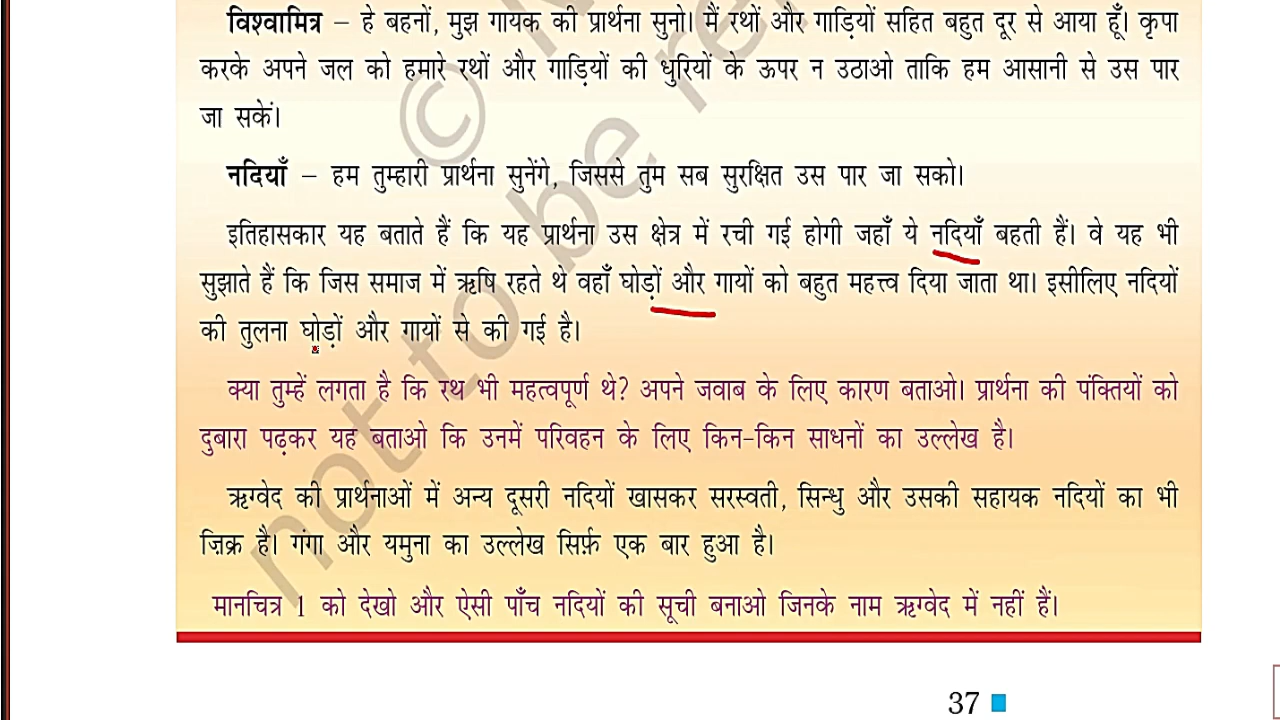 विश्वामित्र – हे बहनों, मुझ गायक की प्रार्थना सुनो। मैं रथों और गाड़ियों सहित बहुत दूर से आया हूँ। कृपा
करके अपने जल को हमारे रथों और गाड़ियों की धुरियों के ऊपर न उठाओ ताकि हम आसानी से उस पार
जा सकें।
नदियाँ – हम तुम्हारी प्रार्थना सुनेंगे, जिससे तुम सब सुरक्षित उस पार जा सको।
इतिहासकार यह बताते हैं कि यह प्रार्थना उस क्षेत्र में रची गई होगी जहाँ ये नदियाँ बहती हैं। वे यह भी
सुझाते हैं कि जिस समाज में ऋषि रहते थे वहाँ घोड़ों और गायों को बहुत महत्त्व दिया जाता था। इसीलिए नदियों
की तुलना घोड़ों और गायों से की गई है।
क्या तुम्हें लगता है कि रथ भी महत्वपूर्ण थे? अपने जवाब के लिए कारण बताओ। प्रार्थना की पंक्तियों को
दुबारा पढ़कर यह बताओ कि उनमें परिवहन के लिए किन-किन साधनों का उल्लेख है।
ऋग्वेद की प्रार्थनाओं में अन्य दूसरी नदियों खासकर सरस्वती, सिन्धु और उसकी सहायक नदियों का भी
ज़िक्र है। गंगा और यमुना का उल्लेख सिर्फ़ एक बार हुआ है।
मानचित्र 1 को देखो और ऐसी पाँच नदियों की सूची बनाओ जिनके नाम ऋग्वेद में नहीं हैं।
© not to be re
37